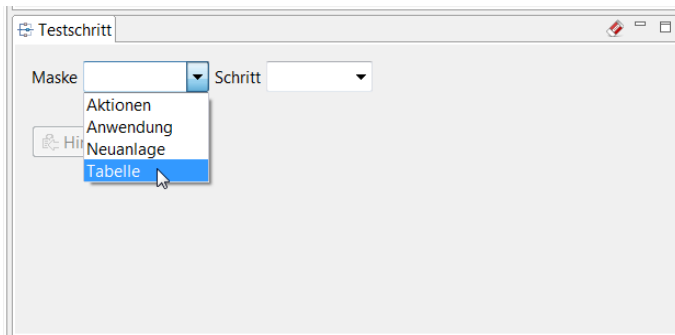 Testschritt
Maske Schritt
Aktionen
Anwendung
Neuanlage
Tabelle